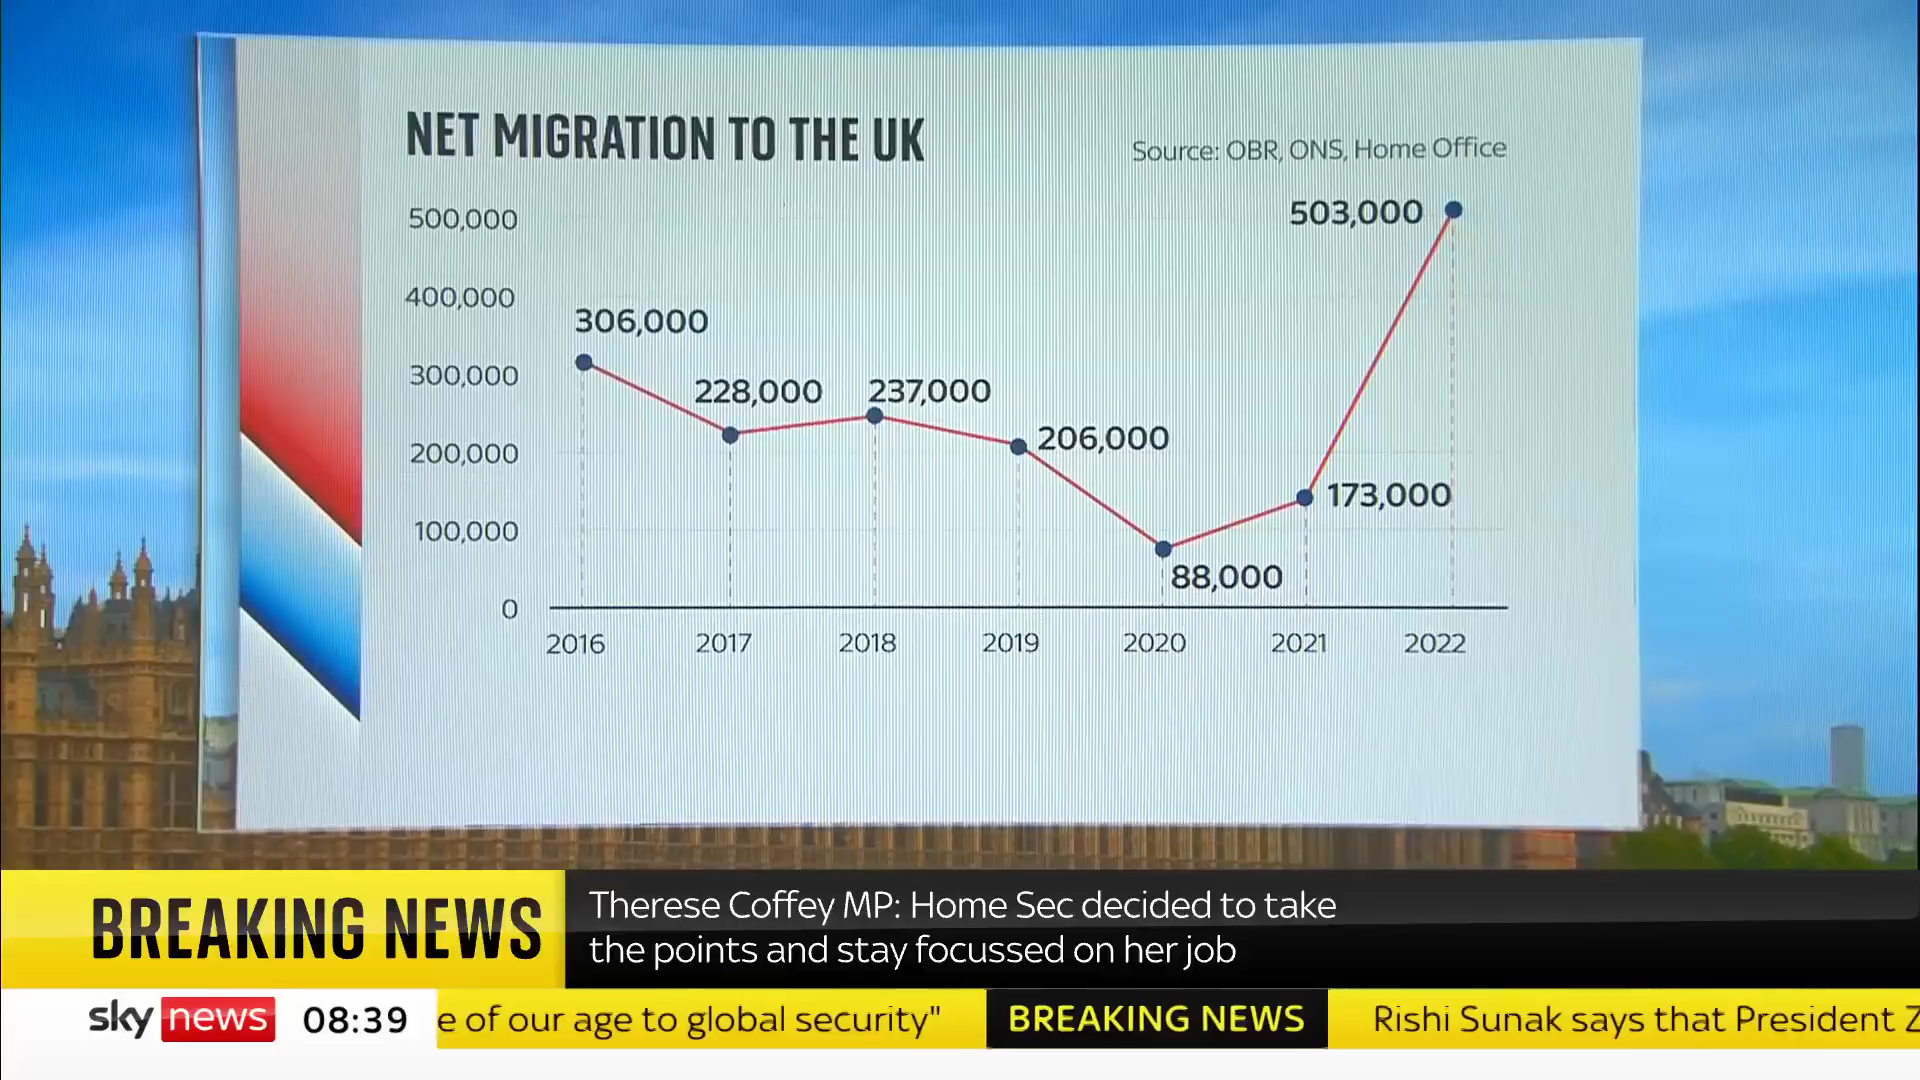 NET MIGRATION TO THE UK
Source: OBR, ONS, Home Office
500,000
400,000
300,000
200,000
100,000
0
306,000
228,000
237,000
206,000
88,000
173,000
503,000
2016 2017 2018 2019 2020 2021 2022
BREAKING NEWS
Therese Coffey MP: Home Sec decided to take
the points and stay focussed on her job
sky news 08:39 e of our age to global security" BREAKING NEWS Rishi Sunak says that President Z